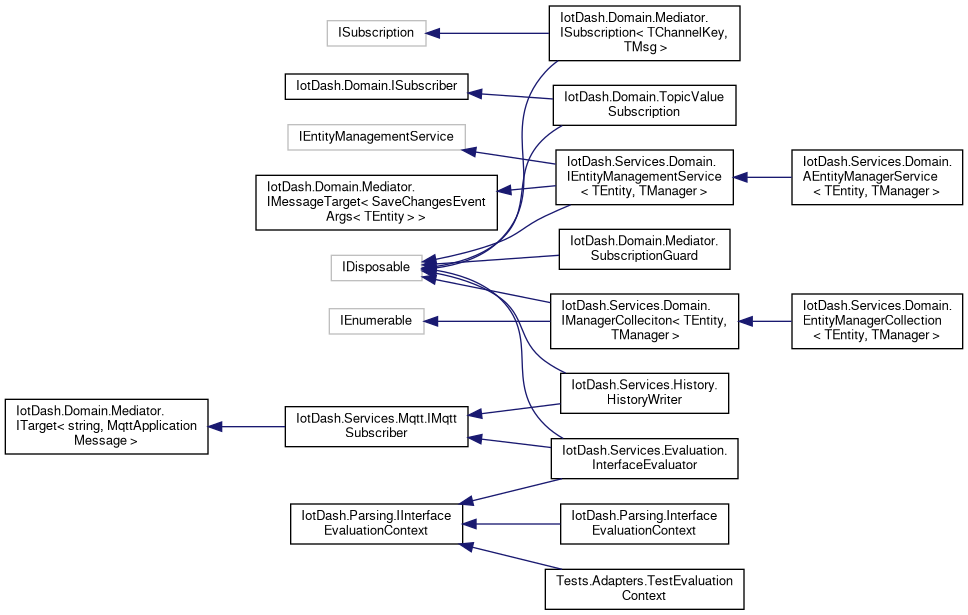 ISubscription
IotDash.Domain.Mediator.
ISubscription< TChannelKey,
TMsg >
IotDash.Domain.ISubscriber
IotDash.Domain.TopicValue
Subscription
IEntityManagementService
IotDash.Services.Domain.
IEntityManagementService
< TEntity, TManager >
IotDash.Services.Domain.
AEntityManagerService
< TEntity, TManager >
IotDash.Domain.Mediator.
IMessageTarget< SaveChangesEvent
Args< TEntity > >
IotDash.Domain.Mediator.
SubscriptionGuard
IDisposable
IotDash.Services.Domain.
IManagerColleciton< TEntity,
TManager >
IotDash.Services.Domain.
EntityManagerCollection
< TEntity, TManager >
IEnumerable
IotDash.Services.History.
HistoryWriter
IotDash.Domain.Mediator.
ITarget< string, MqttApplication
Message >
IotDash.Services.Mqtt.IMqtt
Subscriber
IotDash.Services.Evaluation.
InterfaceEvaluator
IotDash.Parsing.IInterface
EvaluationContext
IotDash.Parsing.Interface
EvaluationContext
Tests.Adapters.TestEvaluation
Context